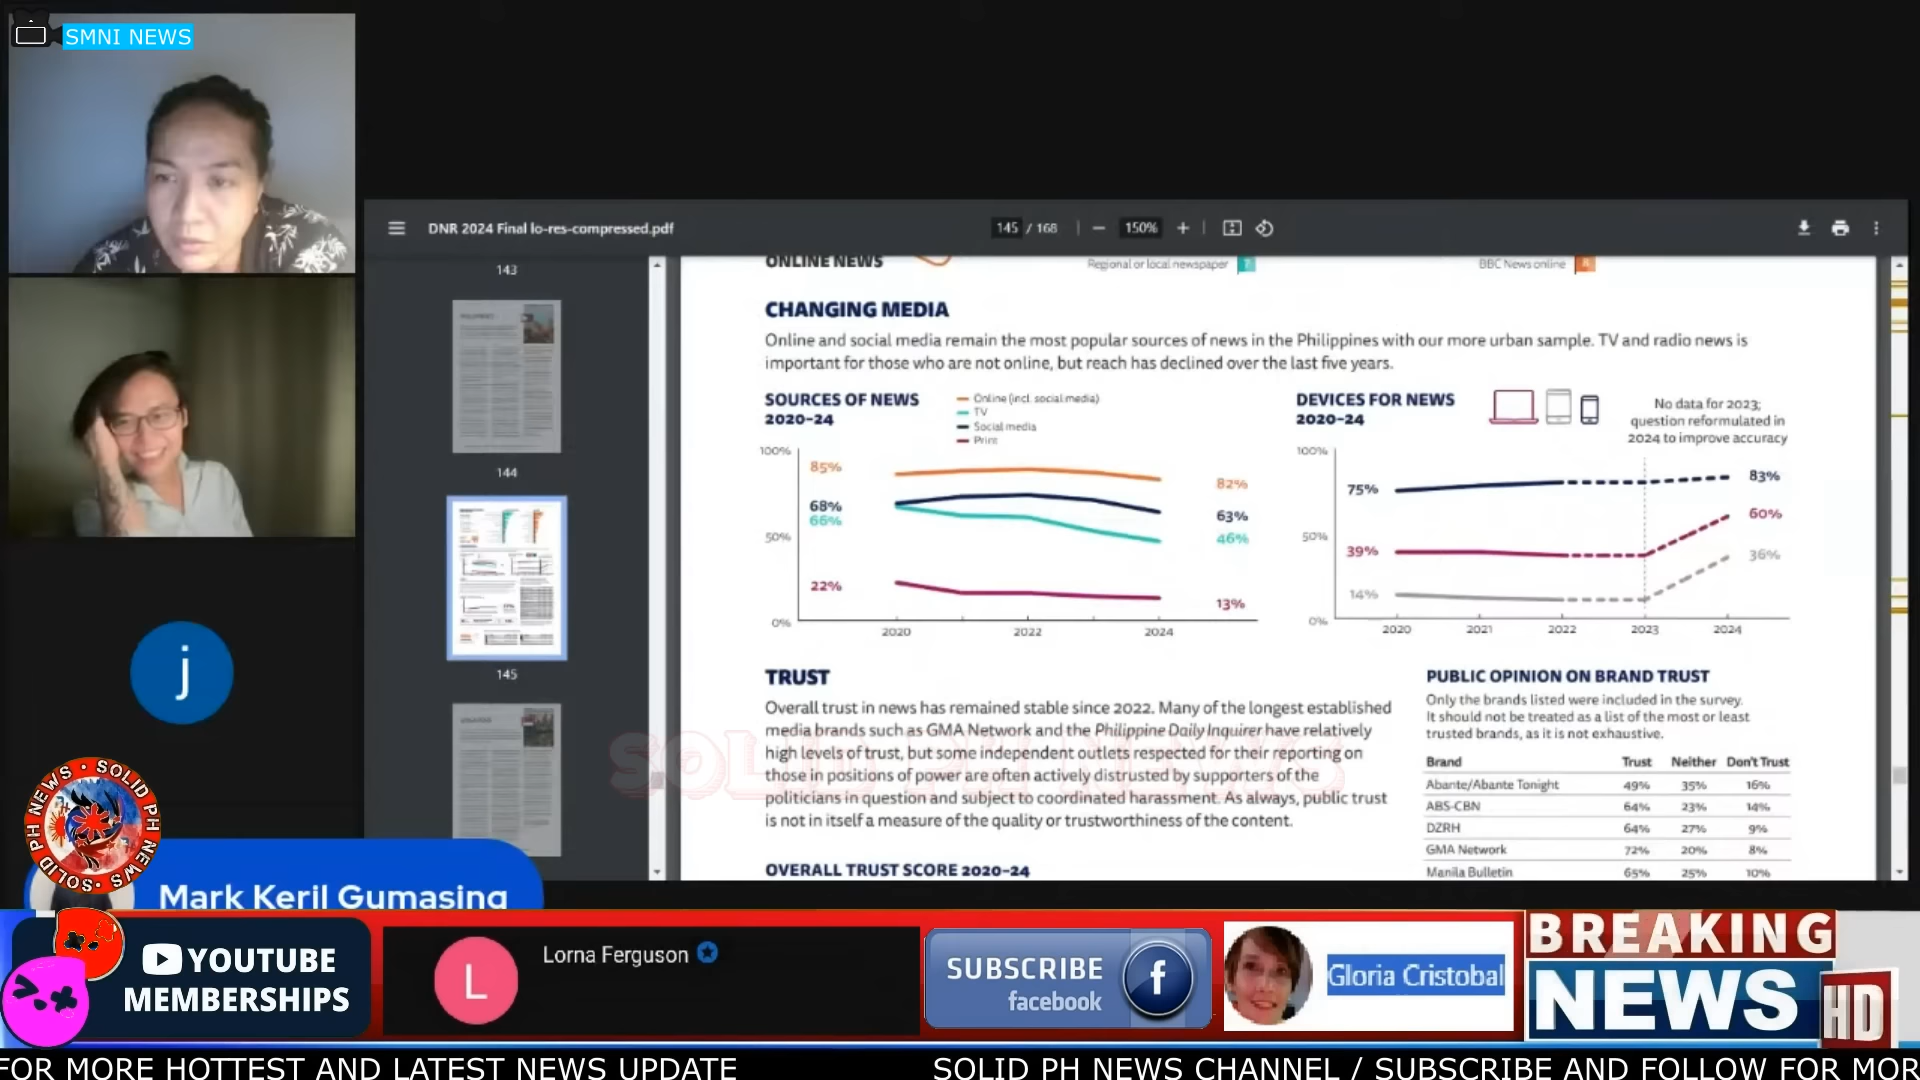 SMNI NEWS
DNR 2024 Final lo-res-compressed.pdf
145 / 168
150%
143
144
145
ONLINE NEWS
Regional or local newspaper 7
BBC News online 8
CHANGING MEDIA
Online and social media remain the most popular sources of news in the Philippines with our more urban sample. TV and radio news is
important for those who are not online, but reach has declined over the last five years.
SOURCES OF NEWS
2020–24
Online (incl. social media)
TV
Social media
Print
100%
85%
68%
66%
50%
22%
0%
82%
63%
46%
13%
2020 2022 2024
DEVICES FOR NEWS
2020–24
No data for 2023;
question reformulated in
2024 to improve accuracy
100%
75%
50%
39%
14%
0%
83%
60%
36%
2020 2021 2022 2023 2024
TRUST
Overall trust in news has remained stable since 2022. Many of the longest established
media brands such as GMA Network and the Philippine Daily Inquirer have relatively
high levels of trust, but some independent outlets respected for their reporting on
those in positions of power are often actively distrusted by supporters of the
politicians in question and subject to coordinated harassment. As always, public trust
is not in itself a measure of the quality or trustworthiness of the content.
OVERALL TRUST SCORE 2020–24
SOLID PH NEWS
PUBLIC OPINION ON BRAND TRUST
Only the brands listed were included in the survey.
It should not be treated as a list of the most or least
trusted brands, as it is not exhaustive.
Brand Trust Neither Don't Trust
Abante/Abante Tonight 49% 35% 16%
ABS-CBN 64% 23% 14%
DZRH 64% 27% 9%
GMA Network 72% 20% 8%
Manila Bulletin 65% 25% 10%
j
SOLID PH NEWS • SOLID PH NEWS •
Mark Keril Gumasing
YOUTUBE
MEMBERSHIPS
L
Lorna Ferguson
SUBSCRIBE
facebook
f
Gloria Cristobal
BREAKING
NEWS
HD
FOR MORE HOTTEST AND LATEST NEWS UPDATE
SOLID PH NEWS CHANNEL / SUBSCRIBE AND FOLLOW FOR MOR